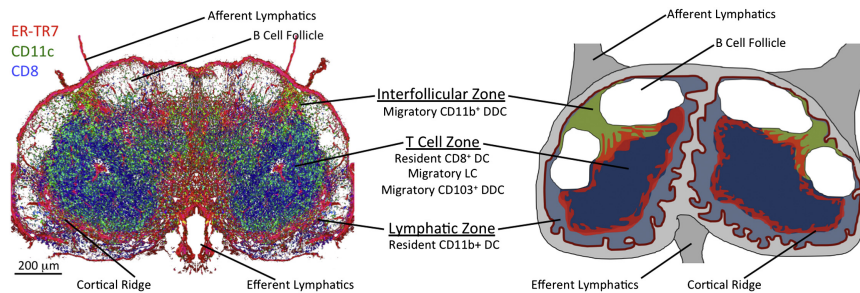 Afferent Lymphatics
ER-TR7
CD11c
CD8
B Cell Follicle
Interfollicular Zone
Migratory CD11b⁺ DDC
T Cell Zone
Resident CD8⁺ DC
Migratory LC
Migratory CD103⁺ DDC
Lymphatic Zone
Resident CD11b+ DC
200 µm
Cortical Ridge
Efferent Lymphatics
Afferent Lymphatics
B Cell Follicle
Efferent Lymphatics
Cortical Ridge